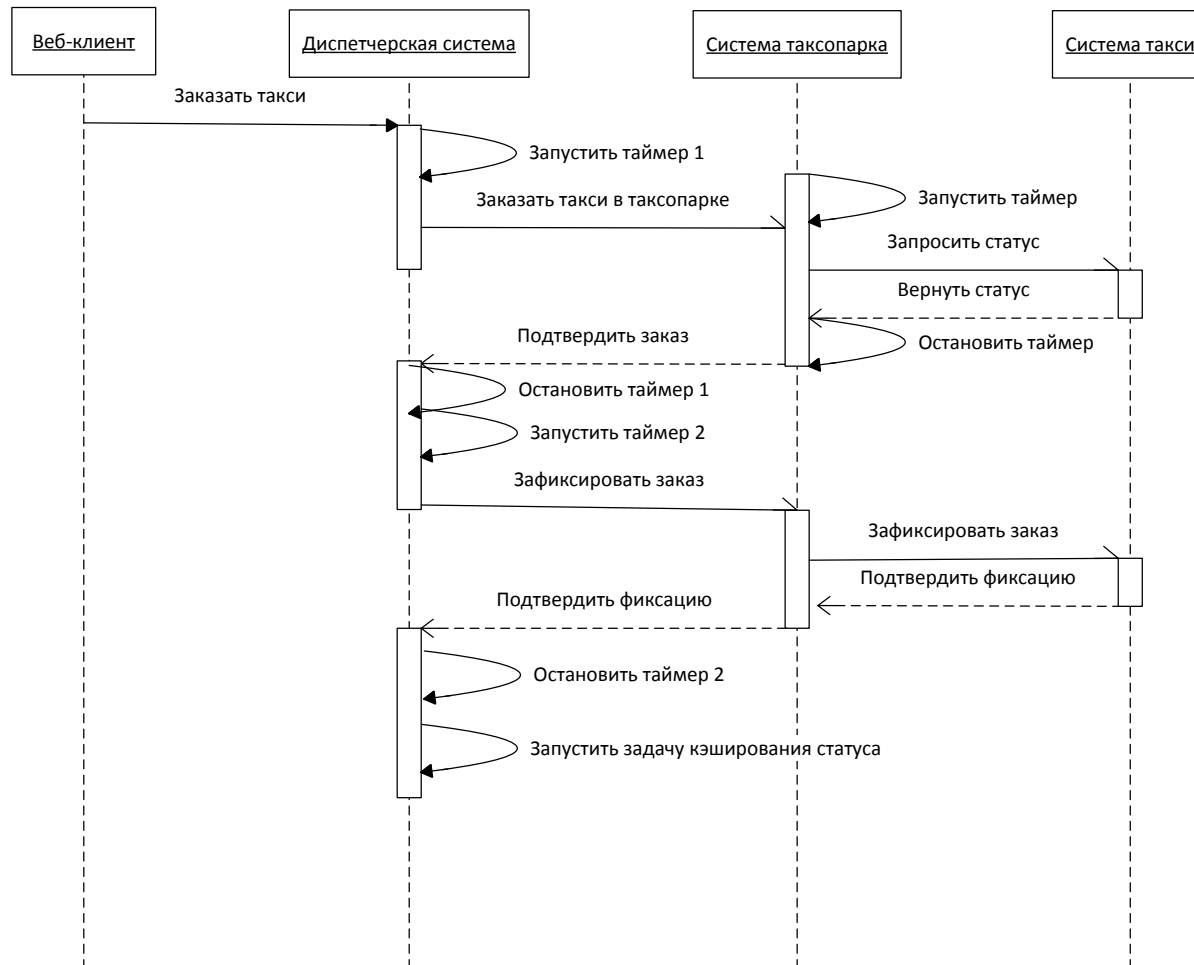 Веб-клиент
Диспетчерская система
Система таксопарка
Система такси
Заказать такси
Запустить таймер 1
Заказать такси в таксопарке
Запустить таймер
Запросить статус
Вернуть статус
Подтвердить заказ
Остановить таймер
Остановить таймер 1
Запустить таймер 2
Зафиксировать заказ
Зафиксировать заказ
Подтвердить фиксацию
Подтвердить фиксацию
Остановить таймер 2
Запустить задачу кэширования статуса